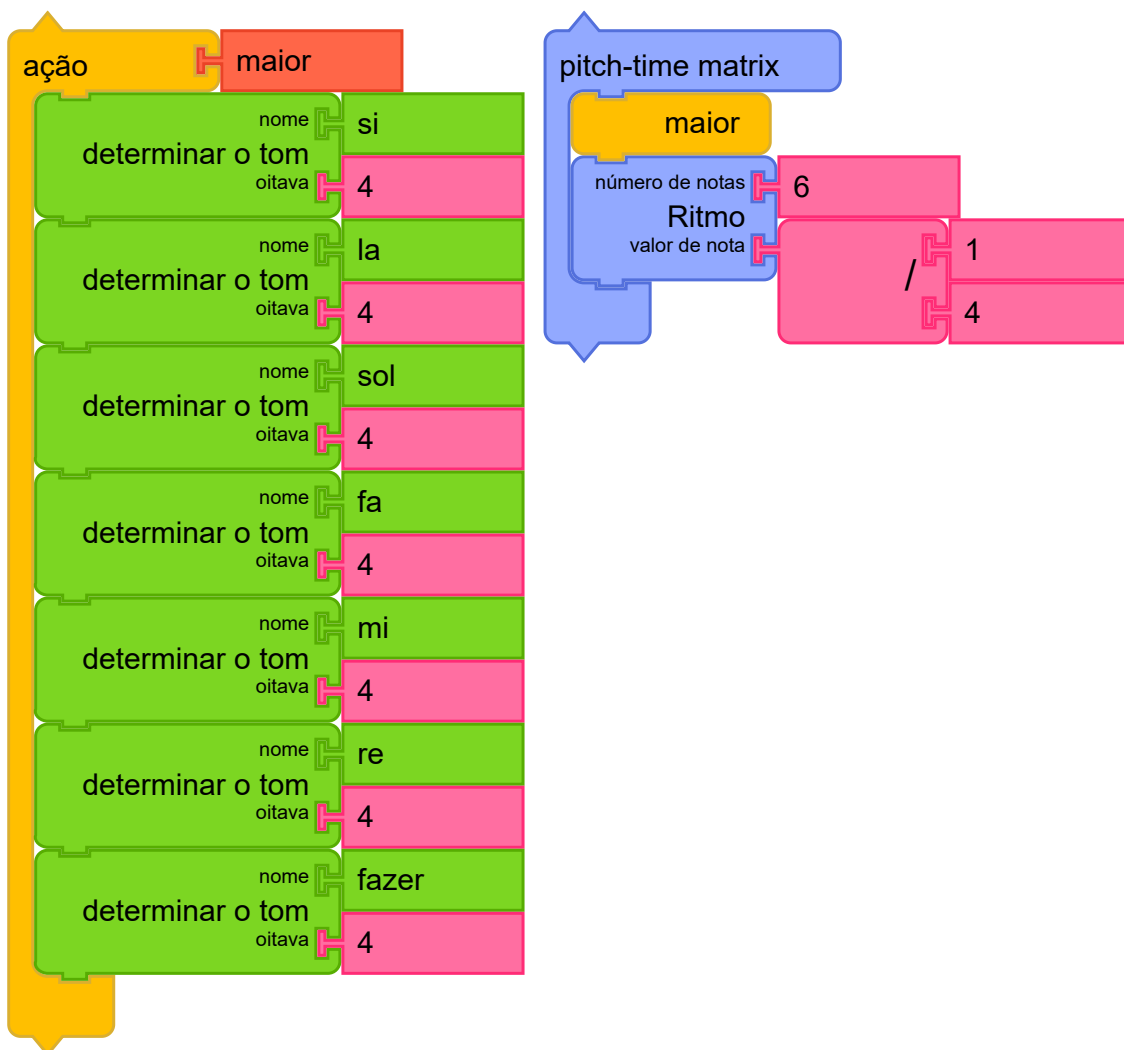 ação
maior
nome
si
determinar o tom
oitava
4
nome
la
determinar o tom
oitava
4
nome
sol
determinar o tom
oitava
4
nome
fa
determinar o tom
oitava
4
nome
mi
determinar o tom
oitava
4
nome
re
determinar o tom
oitava
4
nome
fazer
determinar o tom
oitava
4
pitch-time matrix
maior
número de notas
6
Ritmo
valor de nota
/
1
4